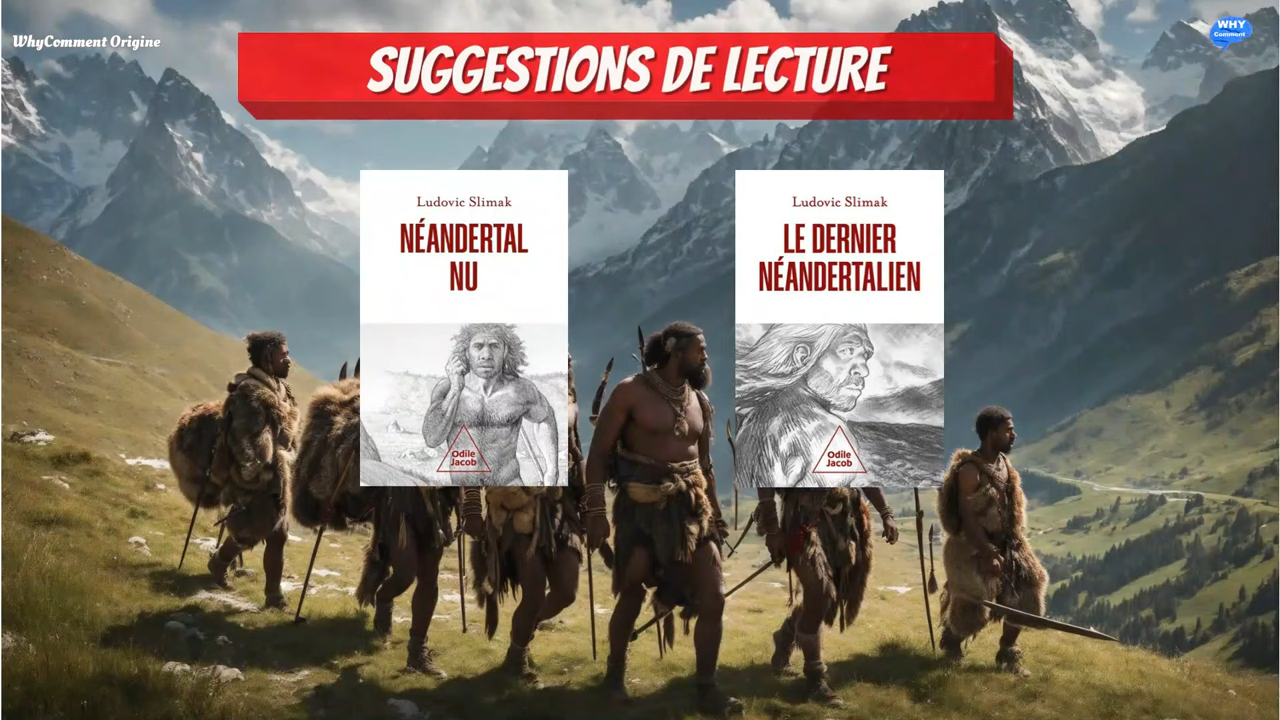 WhyComment Origine
WHY
Comment
SUGGESTIONS DE LECTURE
Ludovic Slimak
NÉANDERTAL
NU
Odile
Jacob
Ludovic Slimak
LE DERNIER
NÉANDERTALIEN
Odile
Jacob